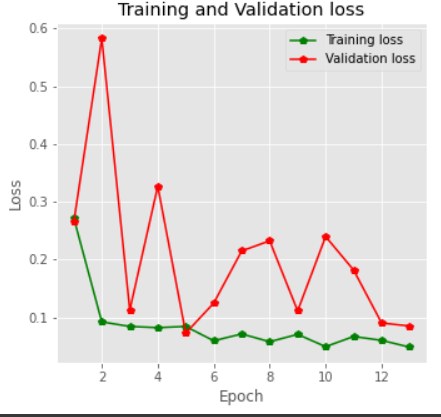 Training and Validation loss
Training loss
Validation loss
0.6
0.5
0.4
0.3
0.2
0.1
Loss
2 4 6 8 10 12
Epoch